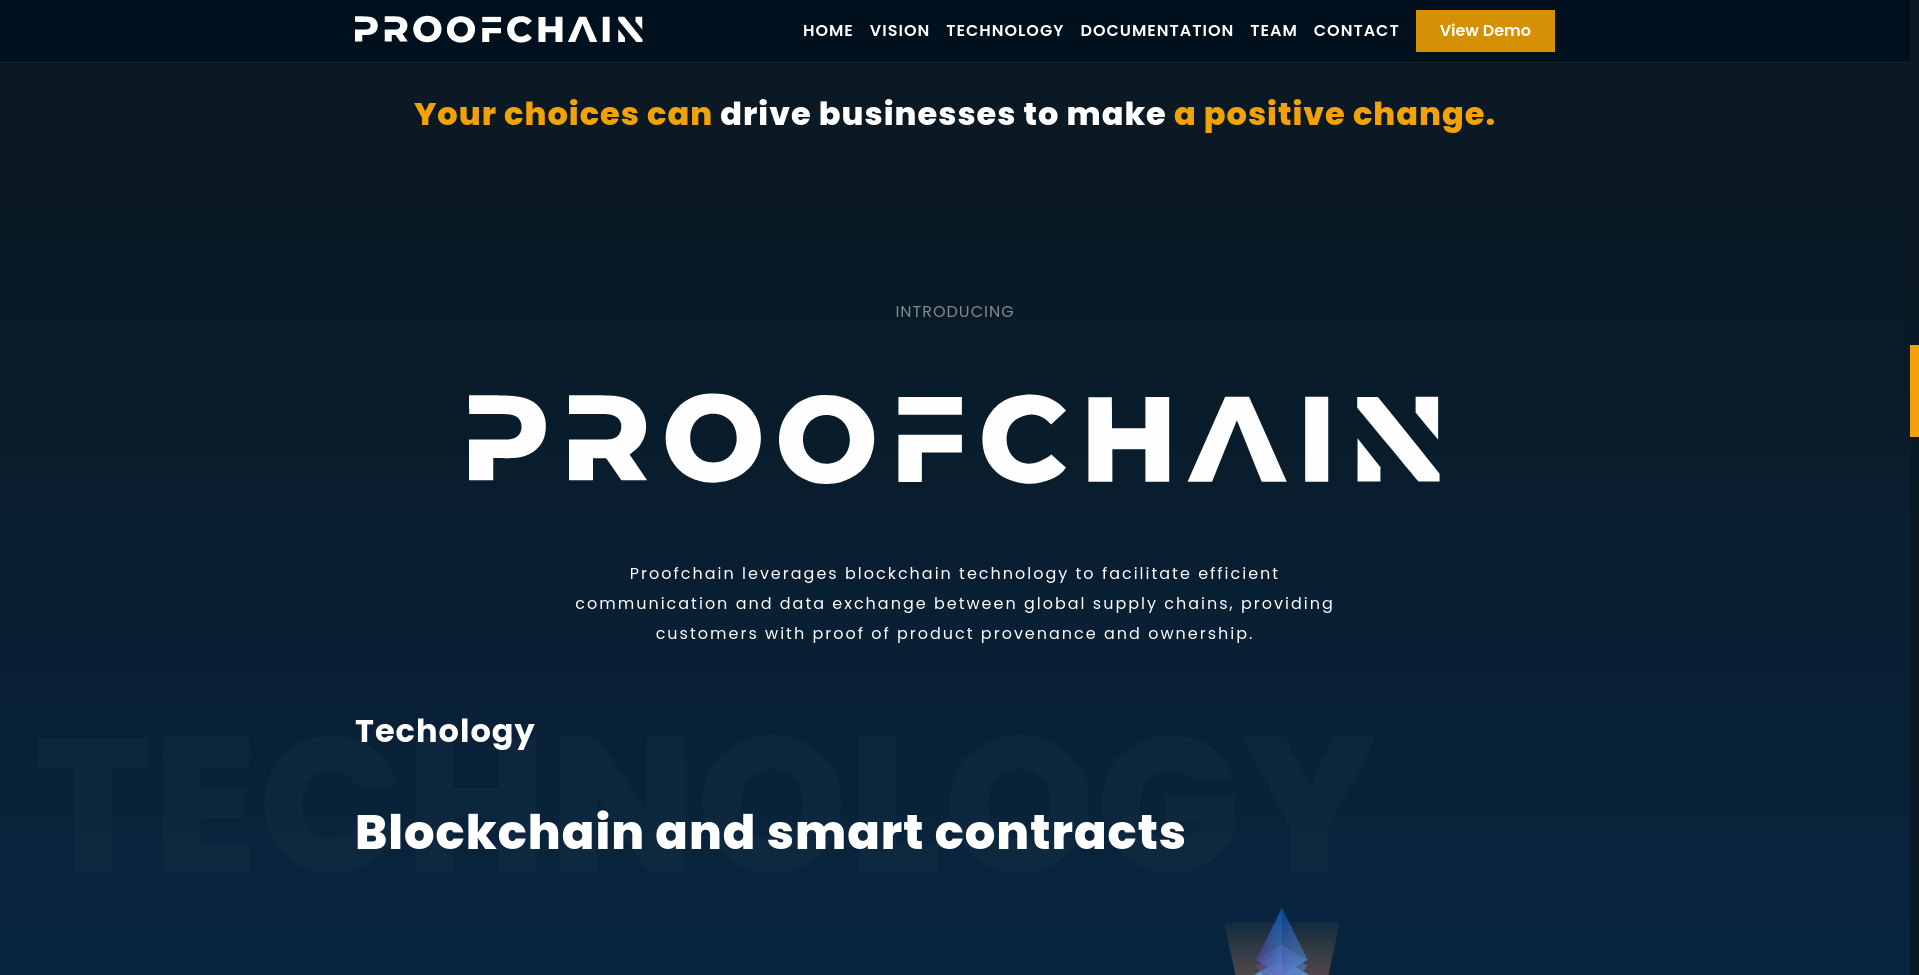 PROOFCHAIN
HOME VISION TECHNOLOGY DOCUMENTATION TEAM CONTACT View Demo
Your choices can drive businesses to make a positive change.
INTRODUCING
PROOFCHAIN
Proofchain leverages blockchain technology to facilitate efficient
communication and data exchange between global supply chains, providing
customers with proof of product provenance and ownership.
Techology
TECHNOLOGY
Blockchain and smart contracts